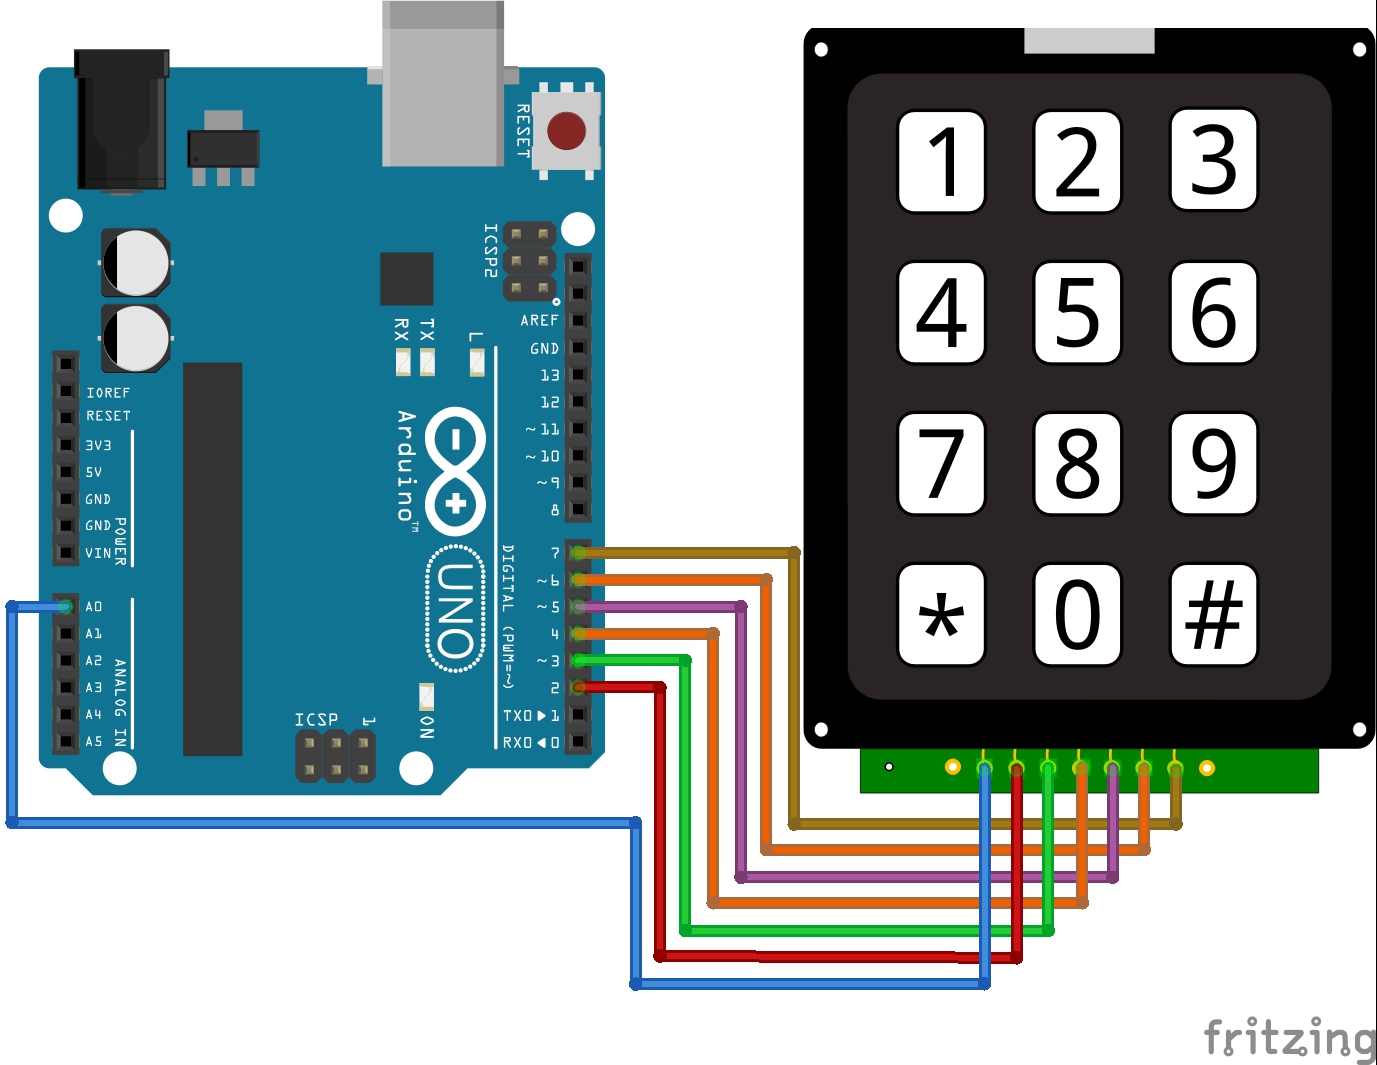 RESET
ICSP2
AREF
GND
13
12
~11
~10
~9
8
7
~6
~5
4
~3
2
TX0▶1
RX0◀0
DIGITAL (PWM=~)
RX
TX
L
Arduino™
UNO
IOREF
RESET
3V3
5V
GND
GND
VIN
POWER
A0
A1
A2
A3
A4
A5
ANALOG IN
ICSP
1
ON
1 2 3
4 5 6
7 8 9
* 0 #
fritzing